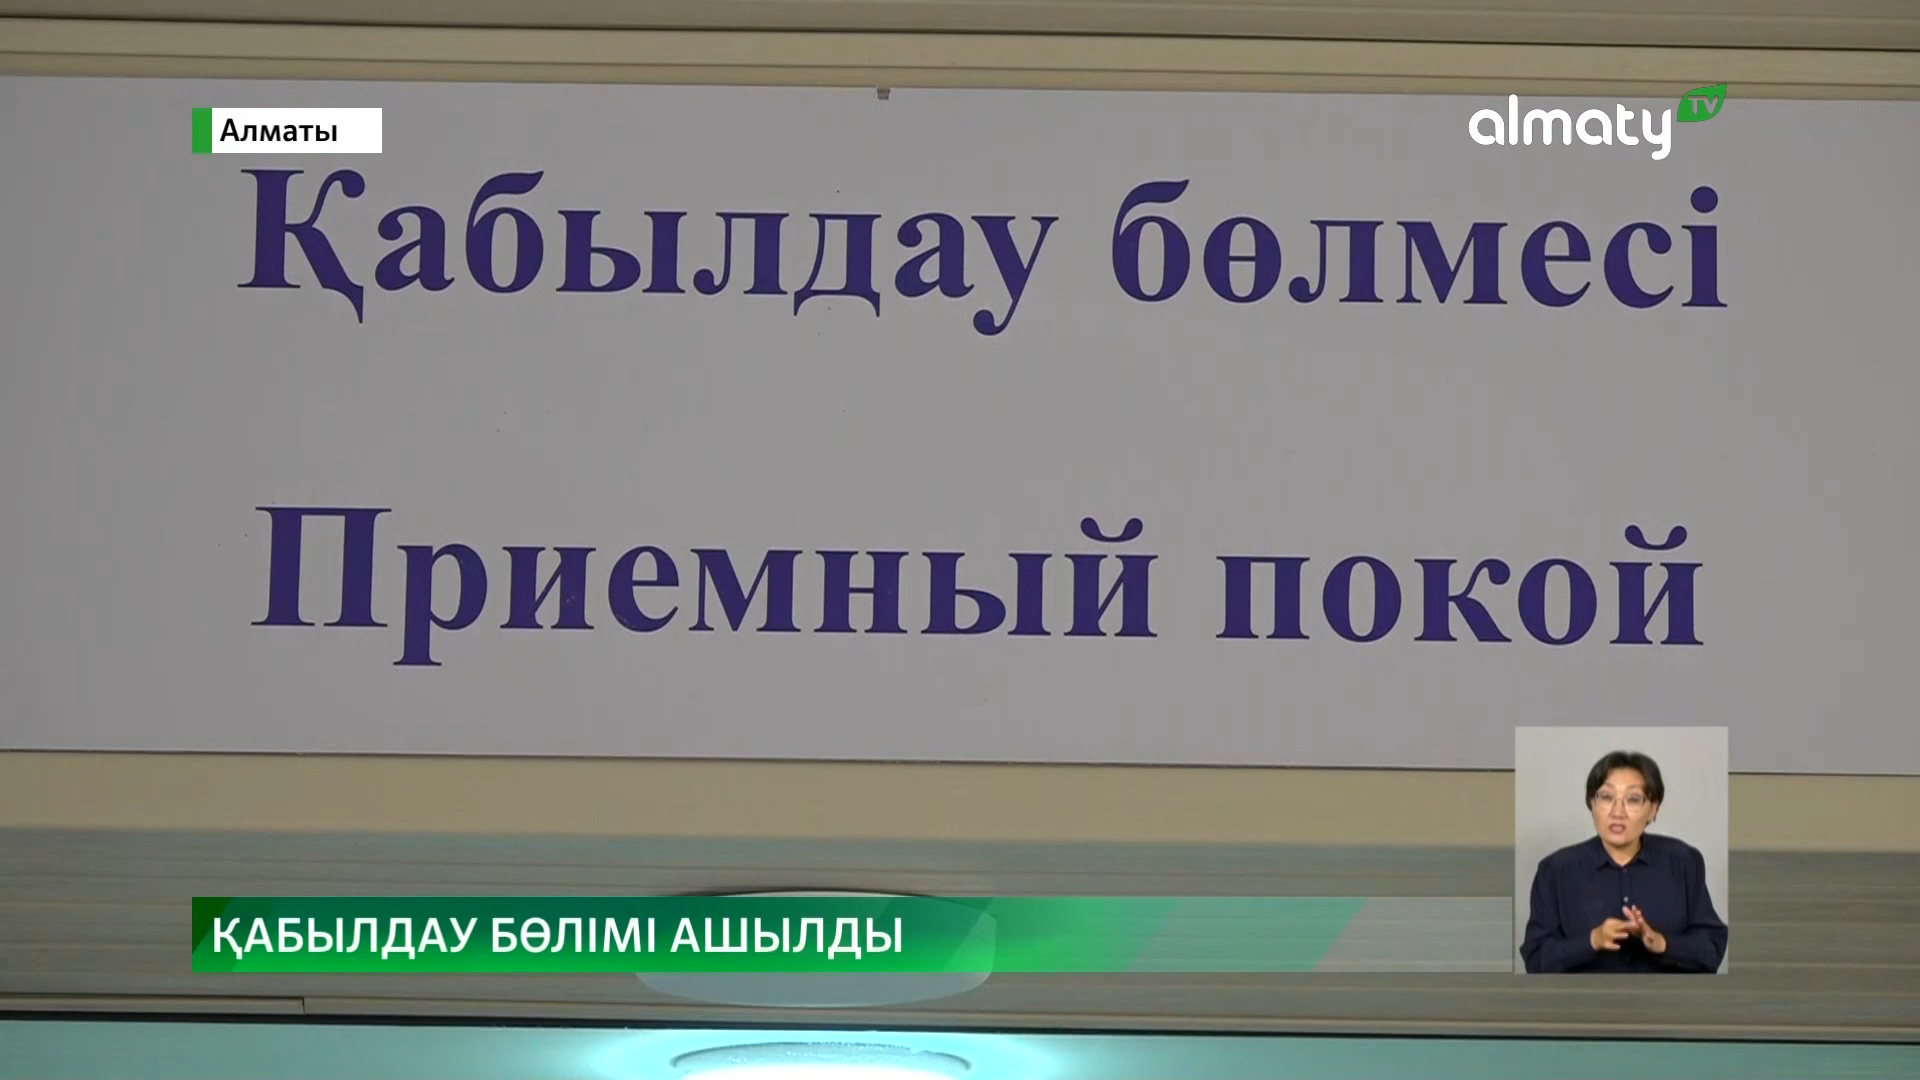 Алматы
almaty TV
Қабылдау бөлмесі
Приемный покой
ҚАБЫЛДАУ БӨЛІМІ АШЫЛДЫ